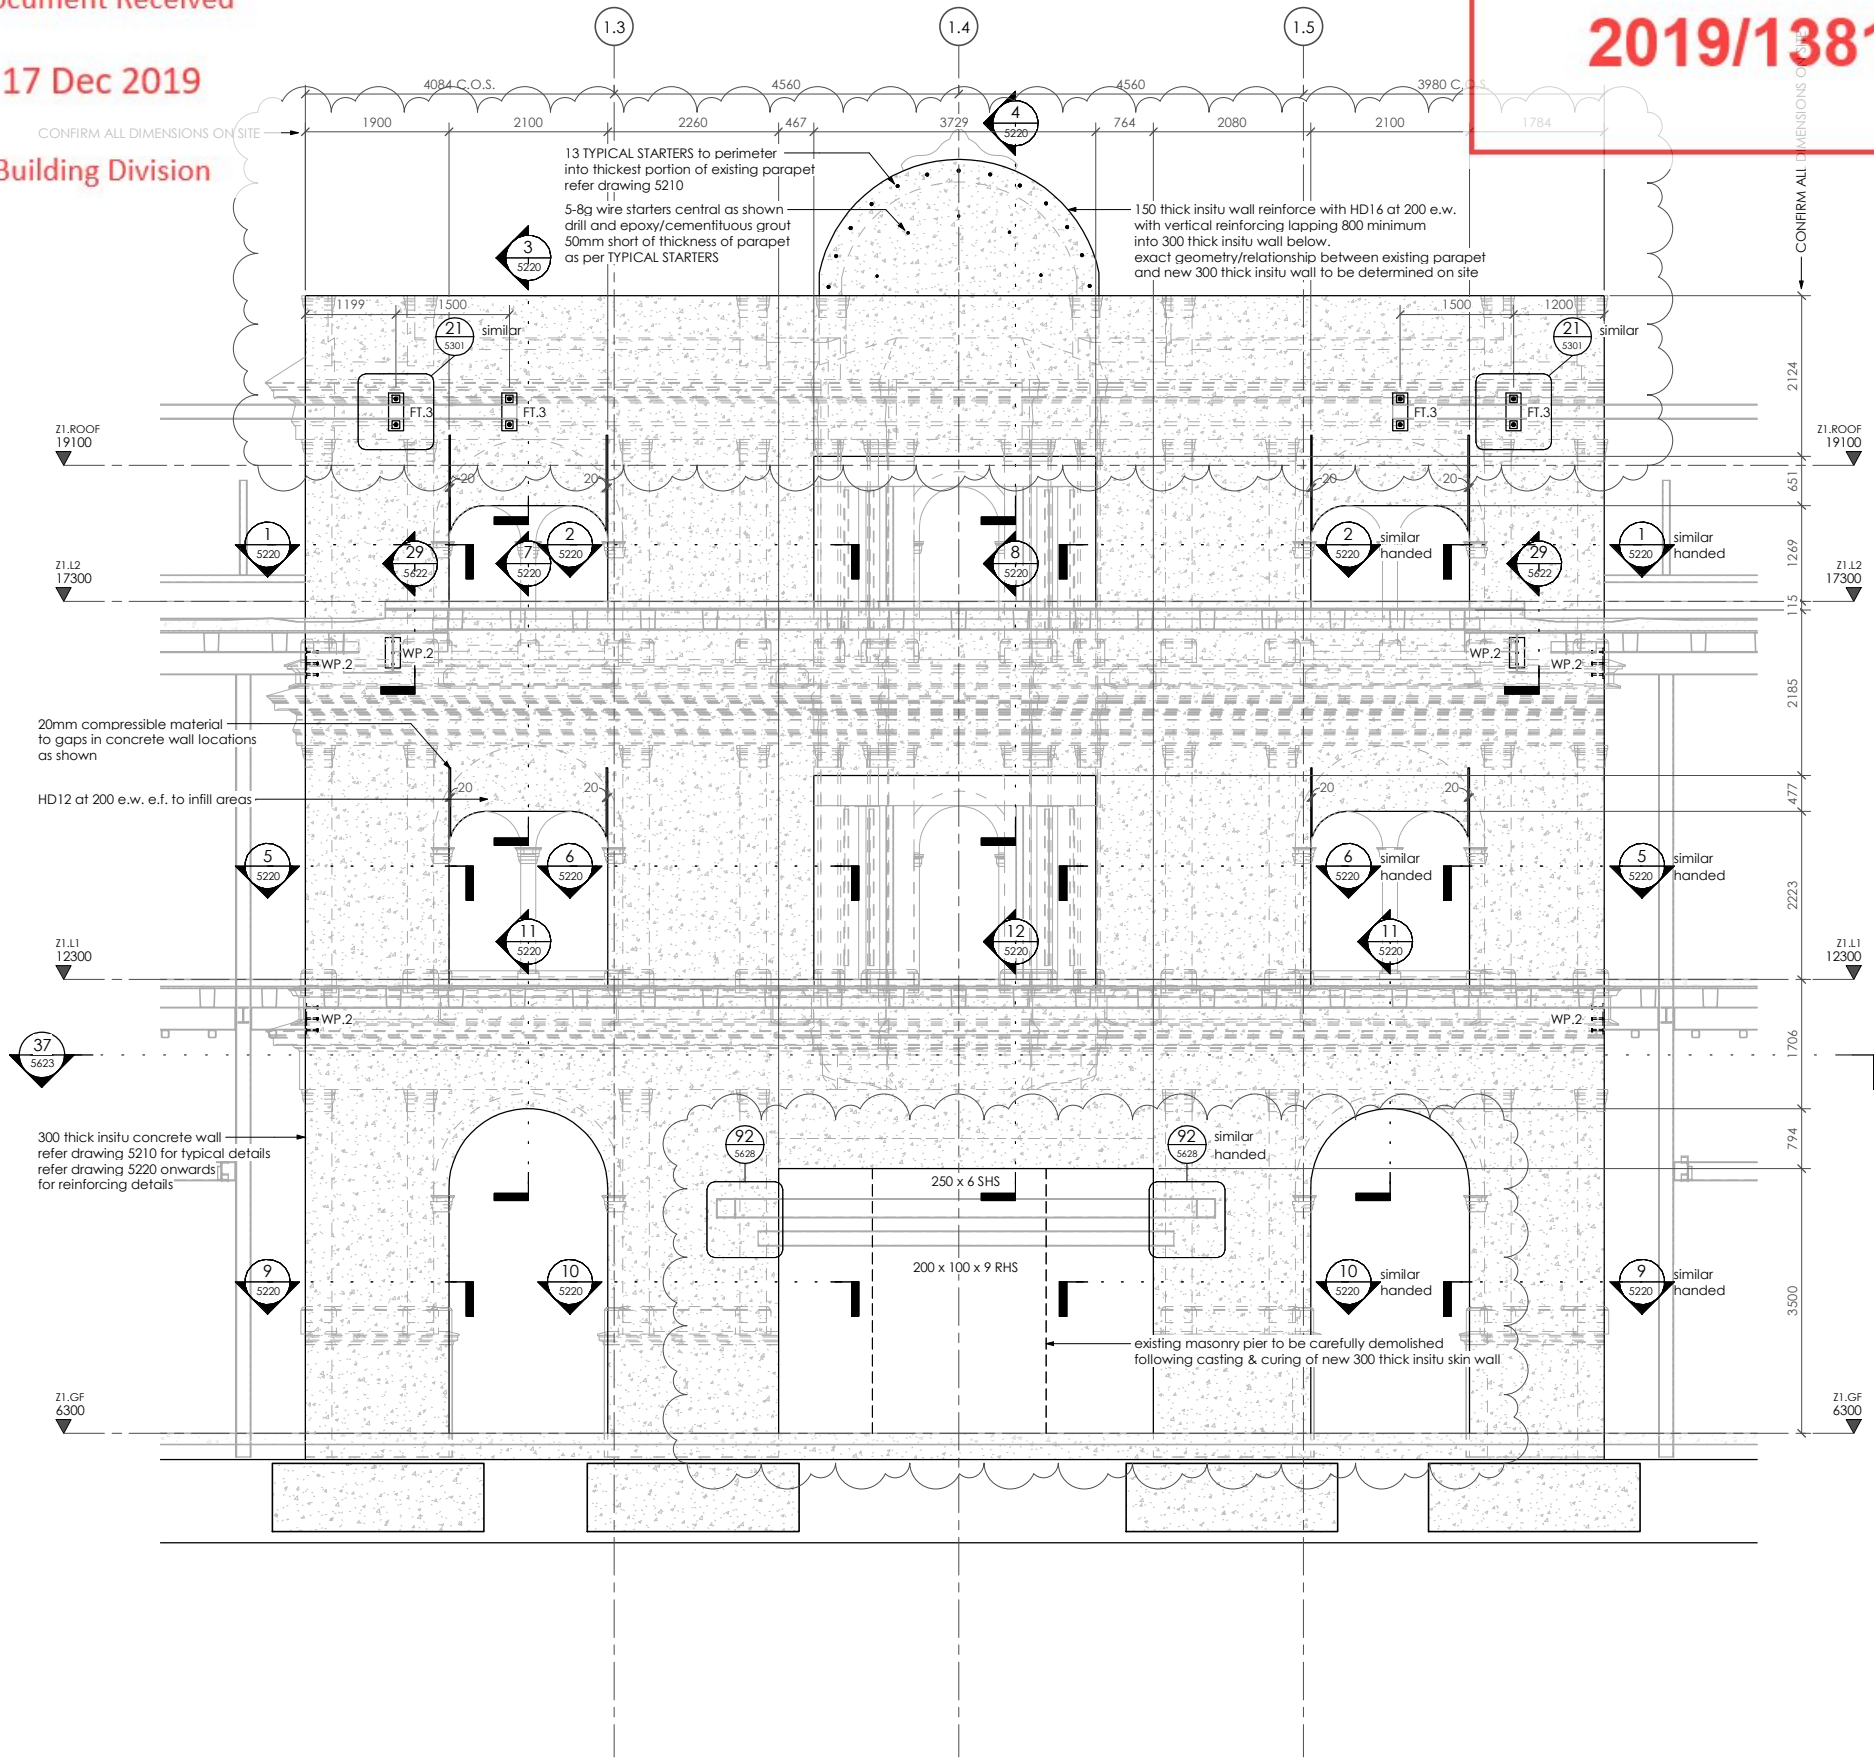 ocument Received
17 Dec 2019
Building Division
2019/1381
1.3
1.4
1.5
4084 C.O.S.
4560
4560
3980 C.O.S.
CONFIRM ALL DIMENSIONS ON SITE
1900
2100
2260
467
3729
764
2080
2100
1784
CONFIRM ALL DIMENSIONS ON SITE
4
5220
13 TYPICAL STARTERS to perimeter
into thickest portion of existing parapet
refer drawing 5210
5-8g wire starters central as shown
drill and epoxy/cementituous grout
50mm short of thickness of parapet
as per TYPICAL STARTERS
150 thick insitu wall reinforce with HD16 at 200 e.w.
with vertical reinforcing lapping 800 minimum
into 300 thick insitu wall below.
exact geometry/relationship between existing parapet
and new 300 thick insitu wall to be determined on site
3
5220
1199
1500
1500
1200
21
5301
similar
21
5301
similar
2124
FT.3
FT.3
FT.3
FT.3
Z1.ROOF
19100
Z1.ROOF
19100
20
20
20
20
651
1
5220
29
5622
7
5220
2
5220
8
5220
2
5220
similar
handed
29
5622
1
5220
similar
handed
1269
Z1.L2
17300
Z1.L2
17300
115
WP.2
WP.2
WP.2
WP.2
2185
20mm compressible material
to gaps in concrete wall locations
as shown
HD12 at 200 e.w. e.f. to infill areas
20
20
20
20
477
5
5220
6
5220
6
5220
similar
handed
5
5220
similar
handed
2223
11
5220
12
5220
11
5220
Z1.L1
12300
Z1.L1
12300
WP.2
WP.2
37
5623
1706
300 thick insitu concrete wall
refer drawing 5210 for typical details
refer drawing 5220 onwards
for reinforcing details
92
5628
92
5628
similar
handed
794
250 x 6 SHS
200 x 100 x 9 RHS
9
5220
10
5220
10
5220
similar
handed
9
5220
similar
handed
3500
existing masonry pier to be carefully demolished
following casting & curing of new 300 thick insitu skin wall
Z1.GF
6300
Z1.GF
6300